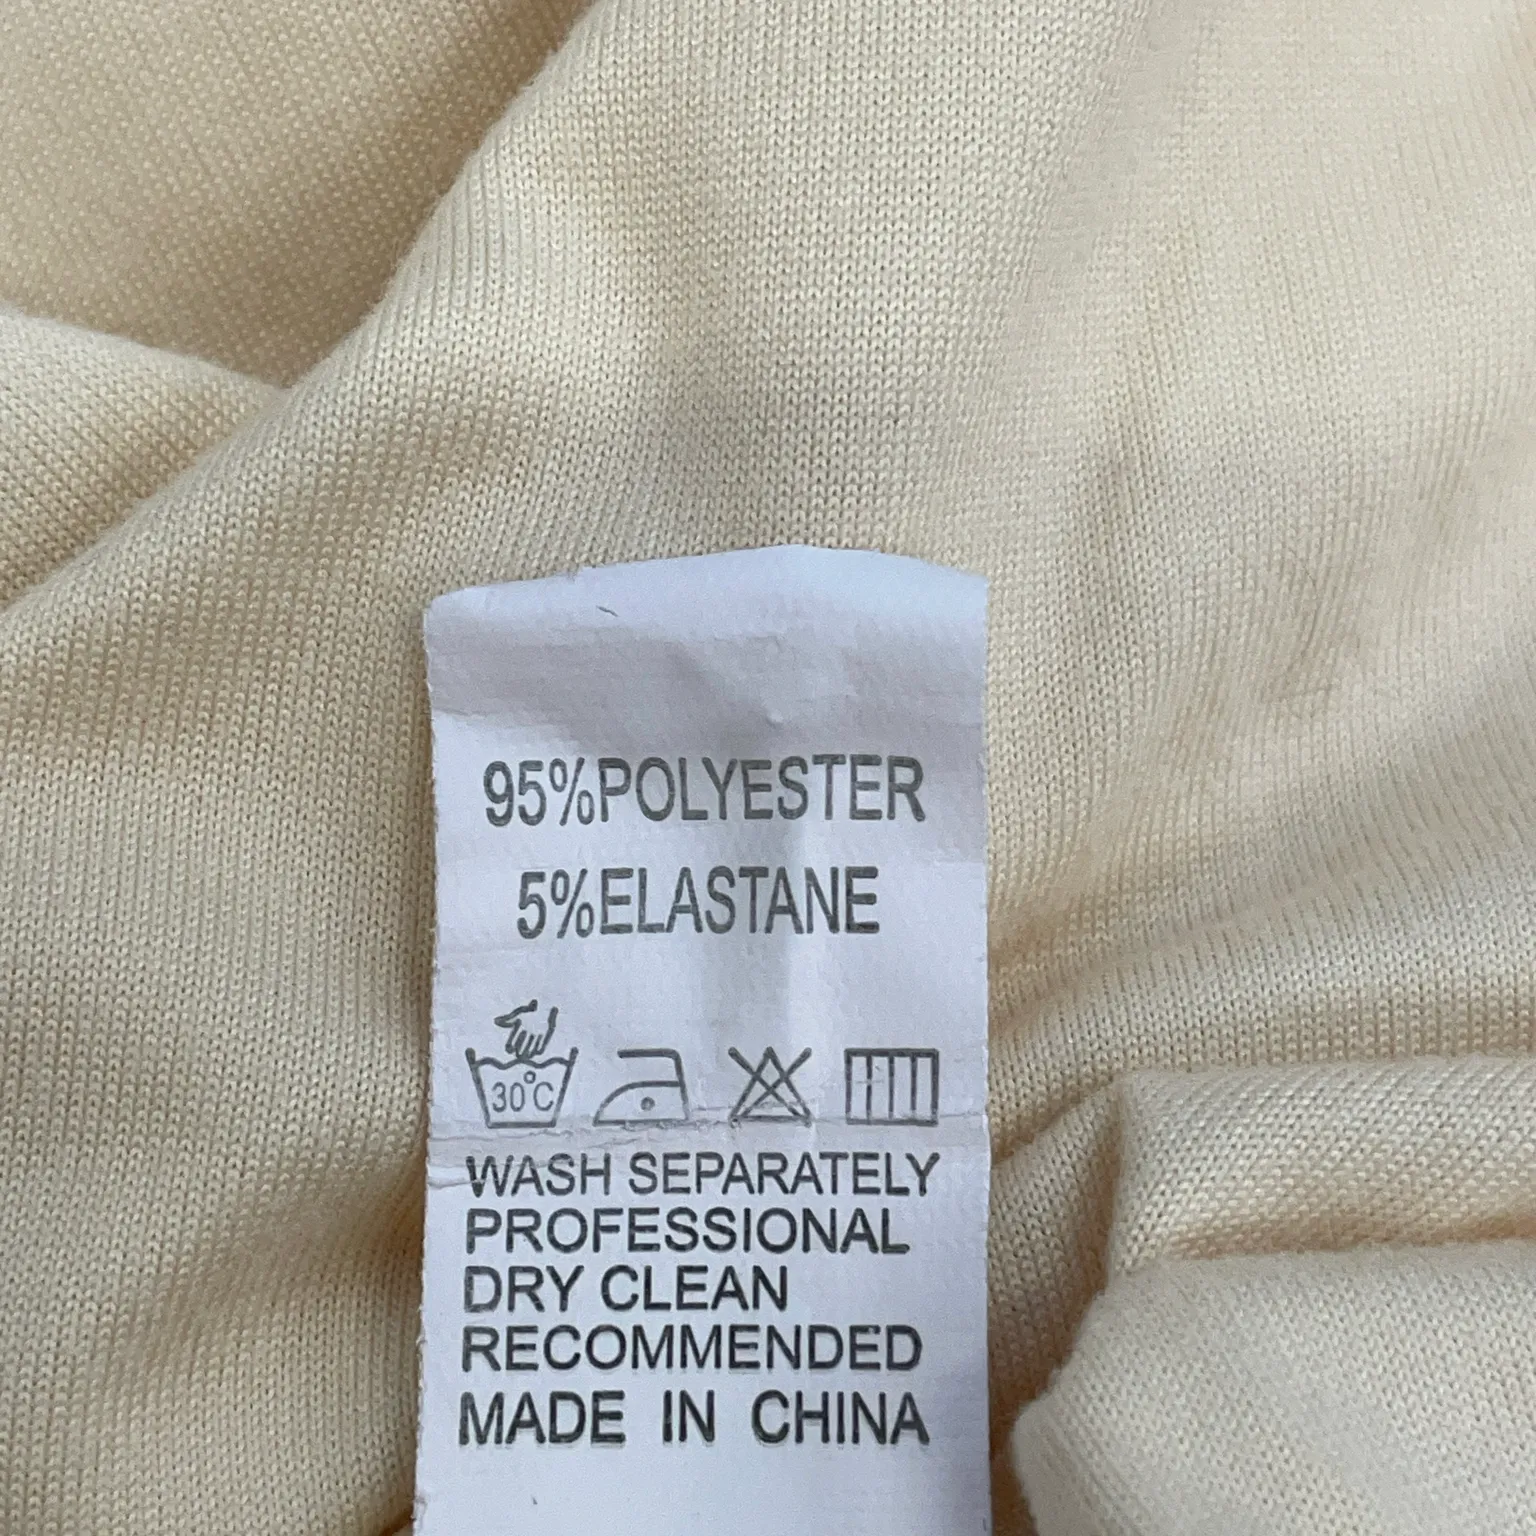 95%POLYESTER
5%ELASTANE
30°C
WASH SEPARATELY
PROFESSIONAL
DRY CLEAN
RECOMMENDED
MADE IN CHINA